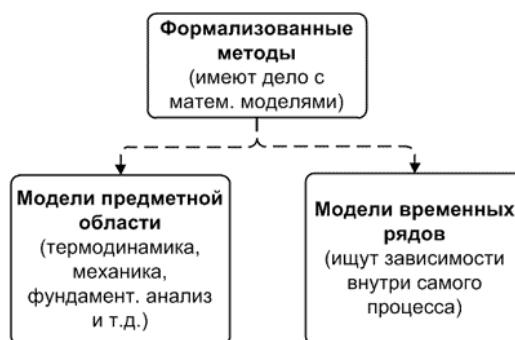 Формализованные
методы
(имеют дело с
матем. моделями)
Модели предметной
области
(термодинамика,
механика,
фундамент. анализ
и т.д.)
Модели временных
рядов
(ищут зависимости
внутри самого
процесса)